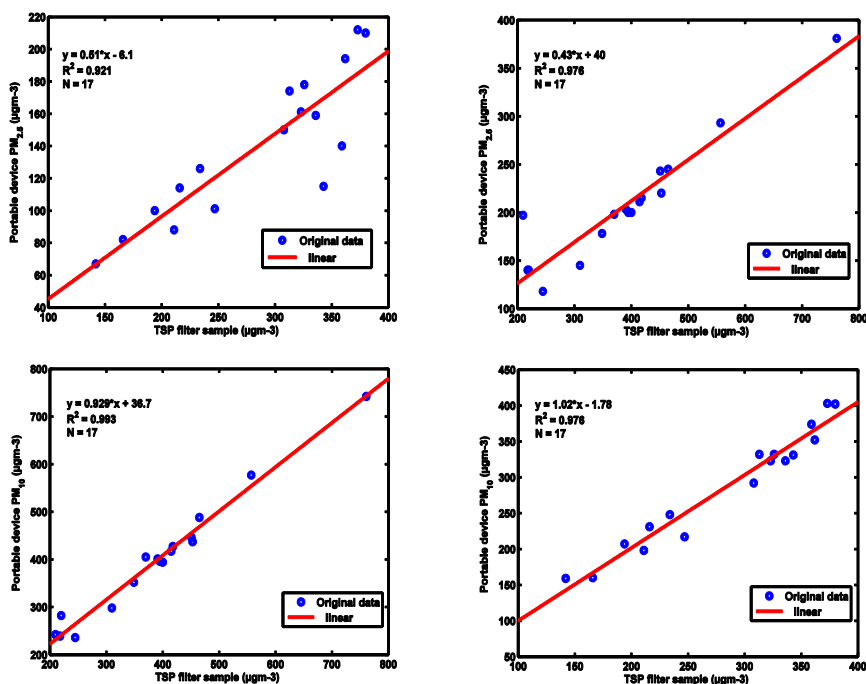 y = 0.51*x - 6.1
R2 = 0.921
N = 17
220
200
180
160
140
120
100
80
60
40
100 150 200 250 300 350 400
Portable device PM2.5 (µgm-3)
TSP filter sample (µgm-3)
Original data
linear
y = 0.43*x + 40
R2 = 0.976
N = 17
400
350
300
250
200
150
100
200 300 400 500 600 700 800
Portable device PM2.5 (µgm-3)
TSP filter sample (µgm-3)
Original data
linear
y = 0.929*x + 36.7
R2 = 0.993
N = 17
800
700
600
500
400
300
200
200 300 400 500 600 700 800
Portable device PM10 (µgm-3)
TSP filter sample (µgm-3)
Original data
linear
y = 1.02*x - 1.78
R2 = 0.976
N = 17
450
400
350
300
250
200
150
100
50
100 150 200 250 300 350 400
Portable device PM10 (µgm-3)
TSP filter sample (µgm-3)
Original data
linear